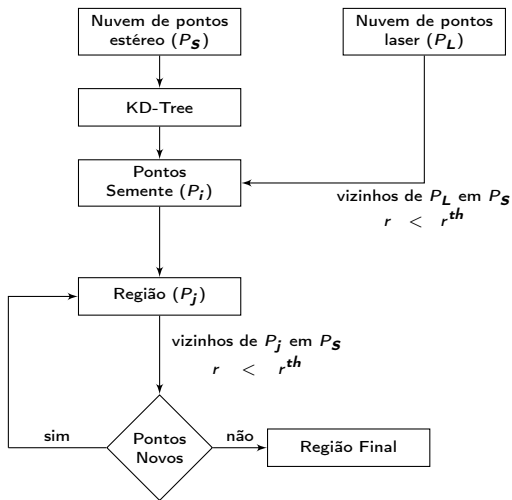 Nuvem de pontos
estéreo (P_S)
Nuvem de pontos
laser (P_L)
KD-Tree
Pontos
Semente (P_i)
vizinhos de P_L em P_S
r < r^th
Região (P_j)
vizinhos de P_j em P_S
r < r^th
sim
Pontos
Novos
não
Região Final